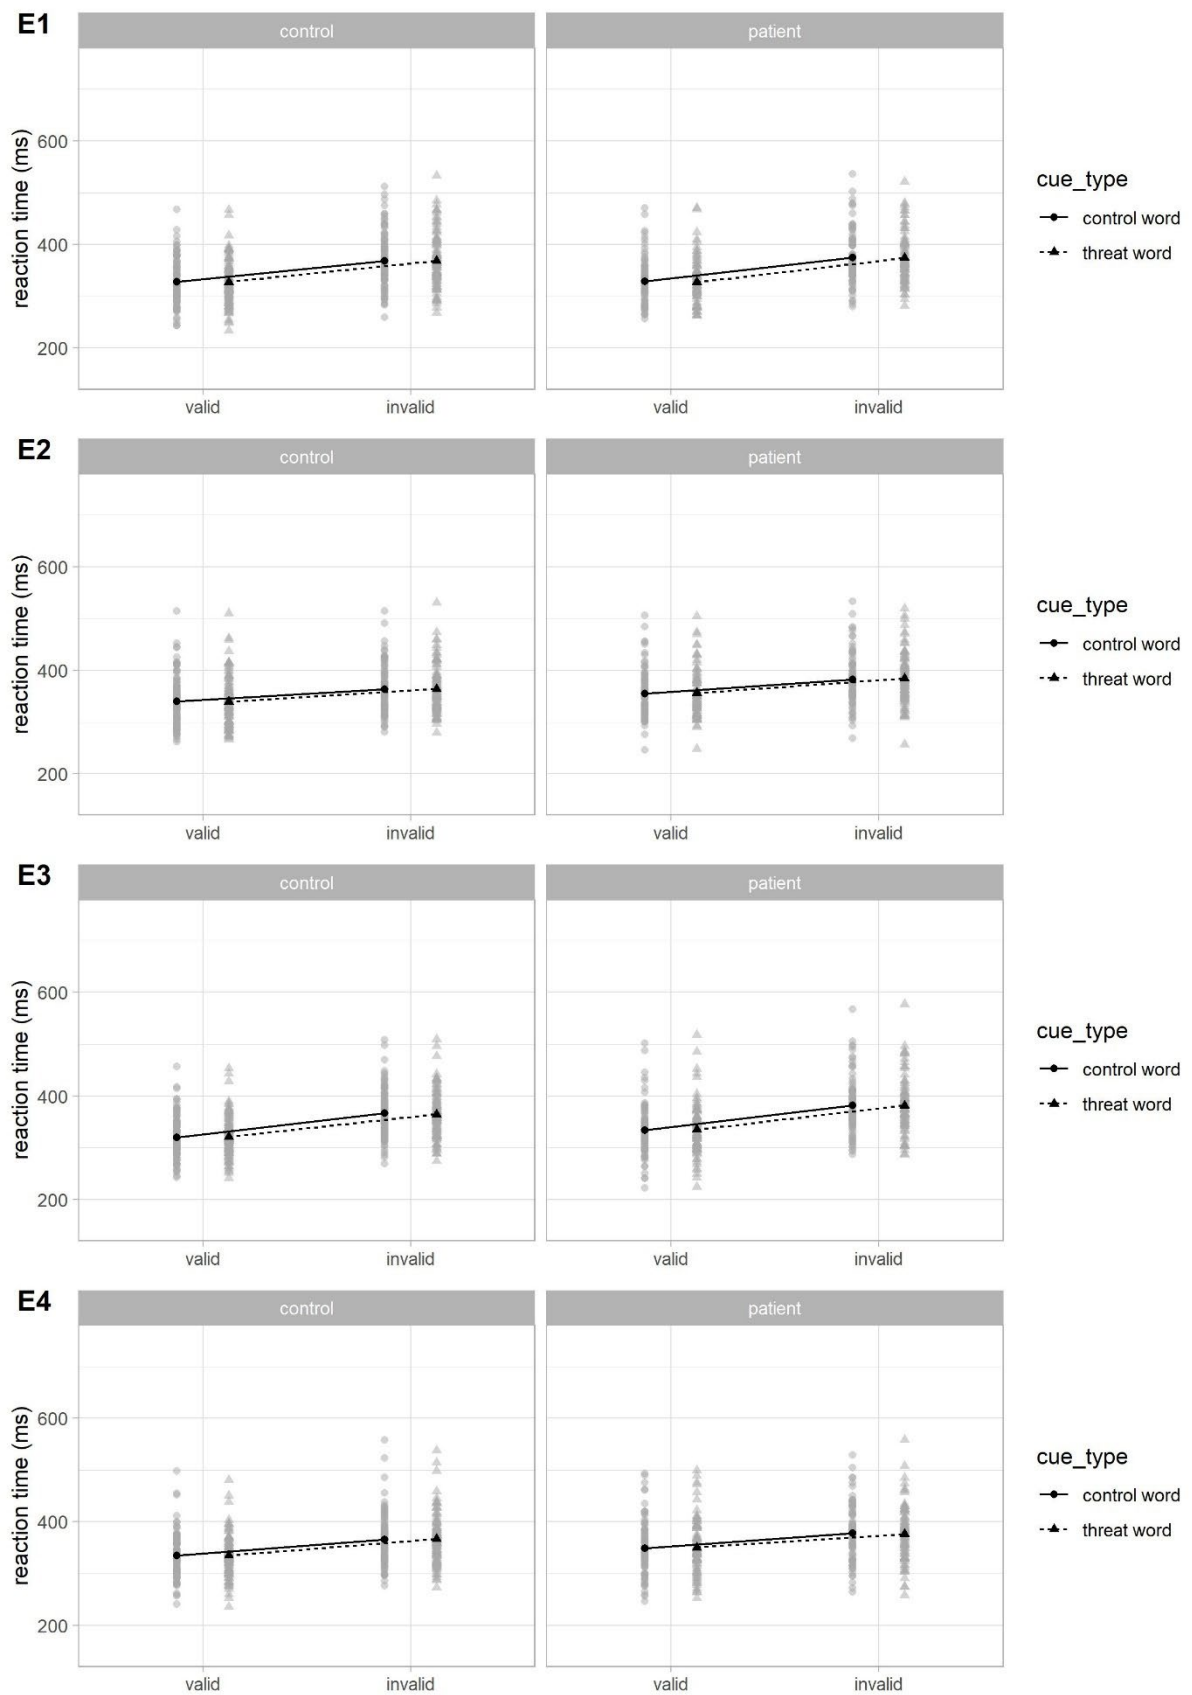 E1
control patient
reaction time (ms)
600
400
200
valid invalid valid invalid
cue_type
control word
threat word
E2
control patient
reaction time (ms)
600
400
200
valid invalid valid invalid
cue_type
control word
threat word
E3
control patient
reaction time (ms)
600
400
200
valid invalid valid invalid
cue_type
control word
threat word
E4
control patient
reaction time (ms)
600
400
200
valid invalid valid invalid
cue_type
control word
threat word